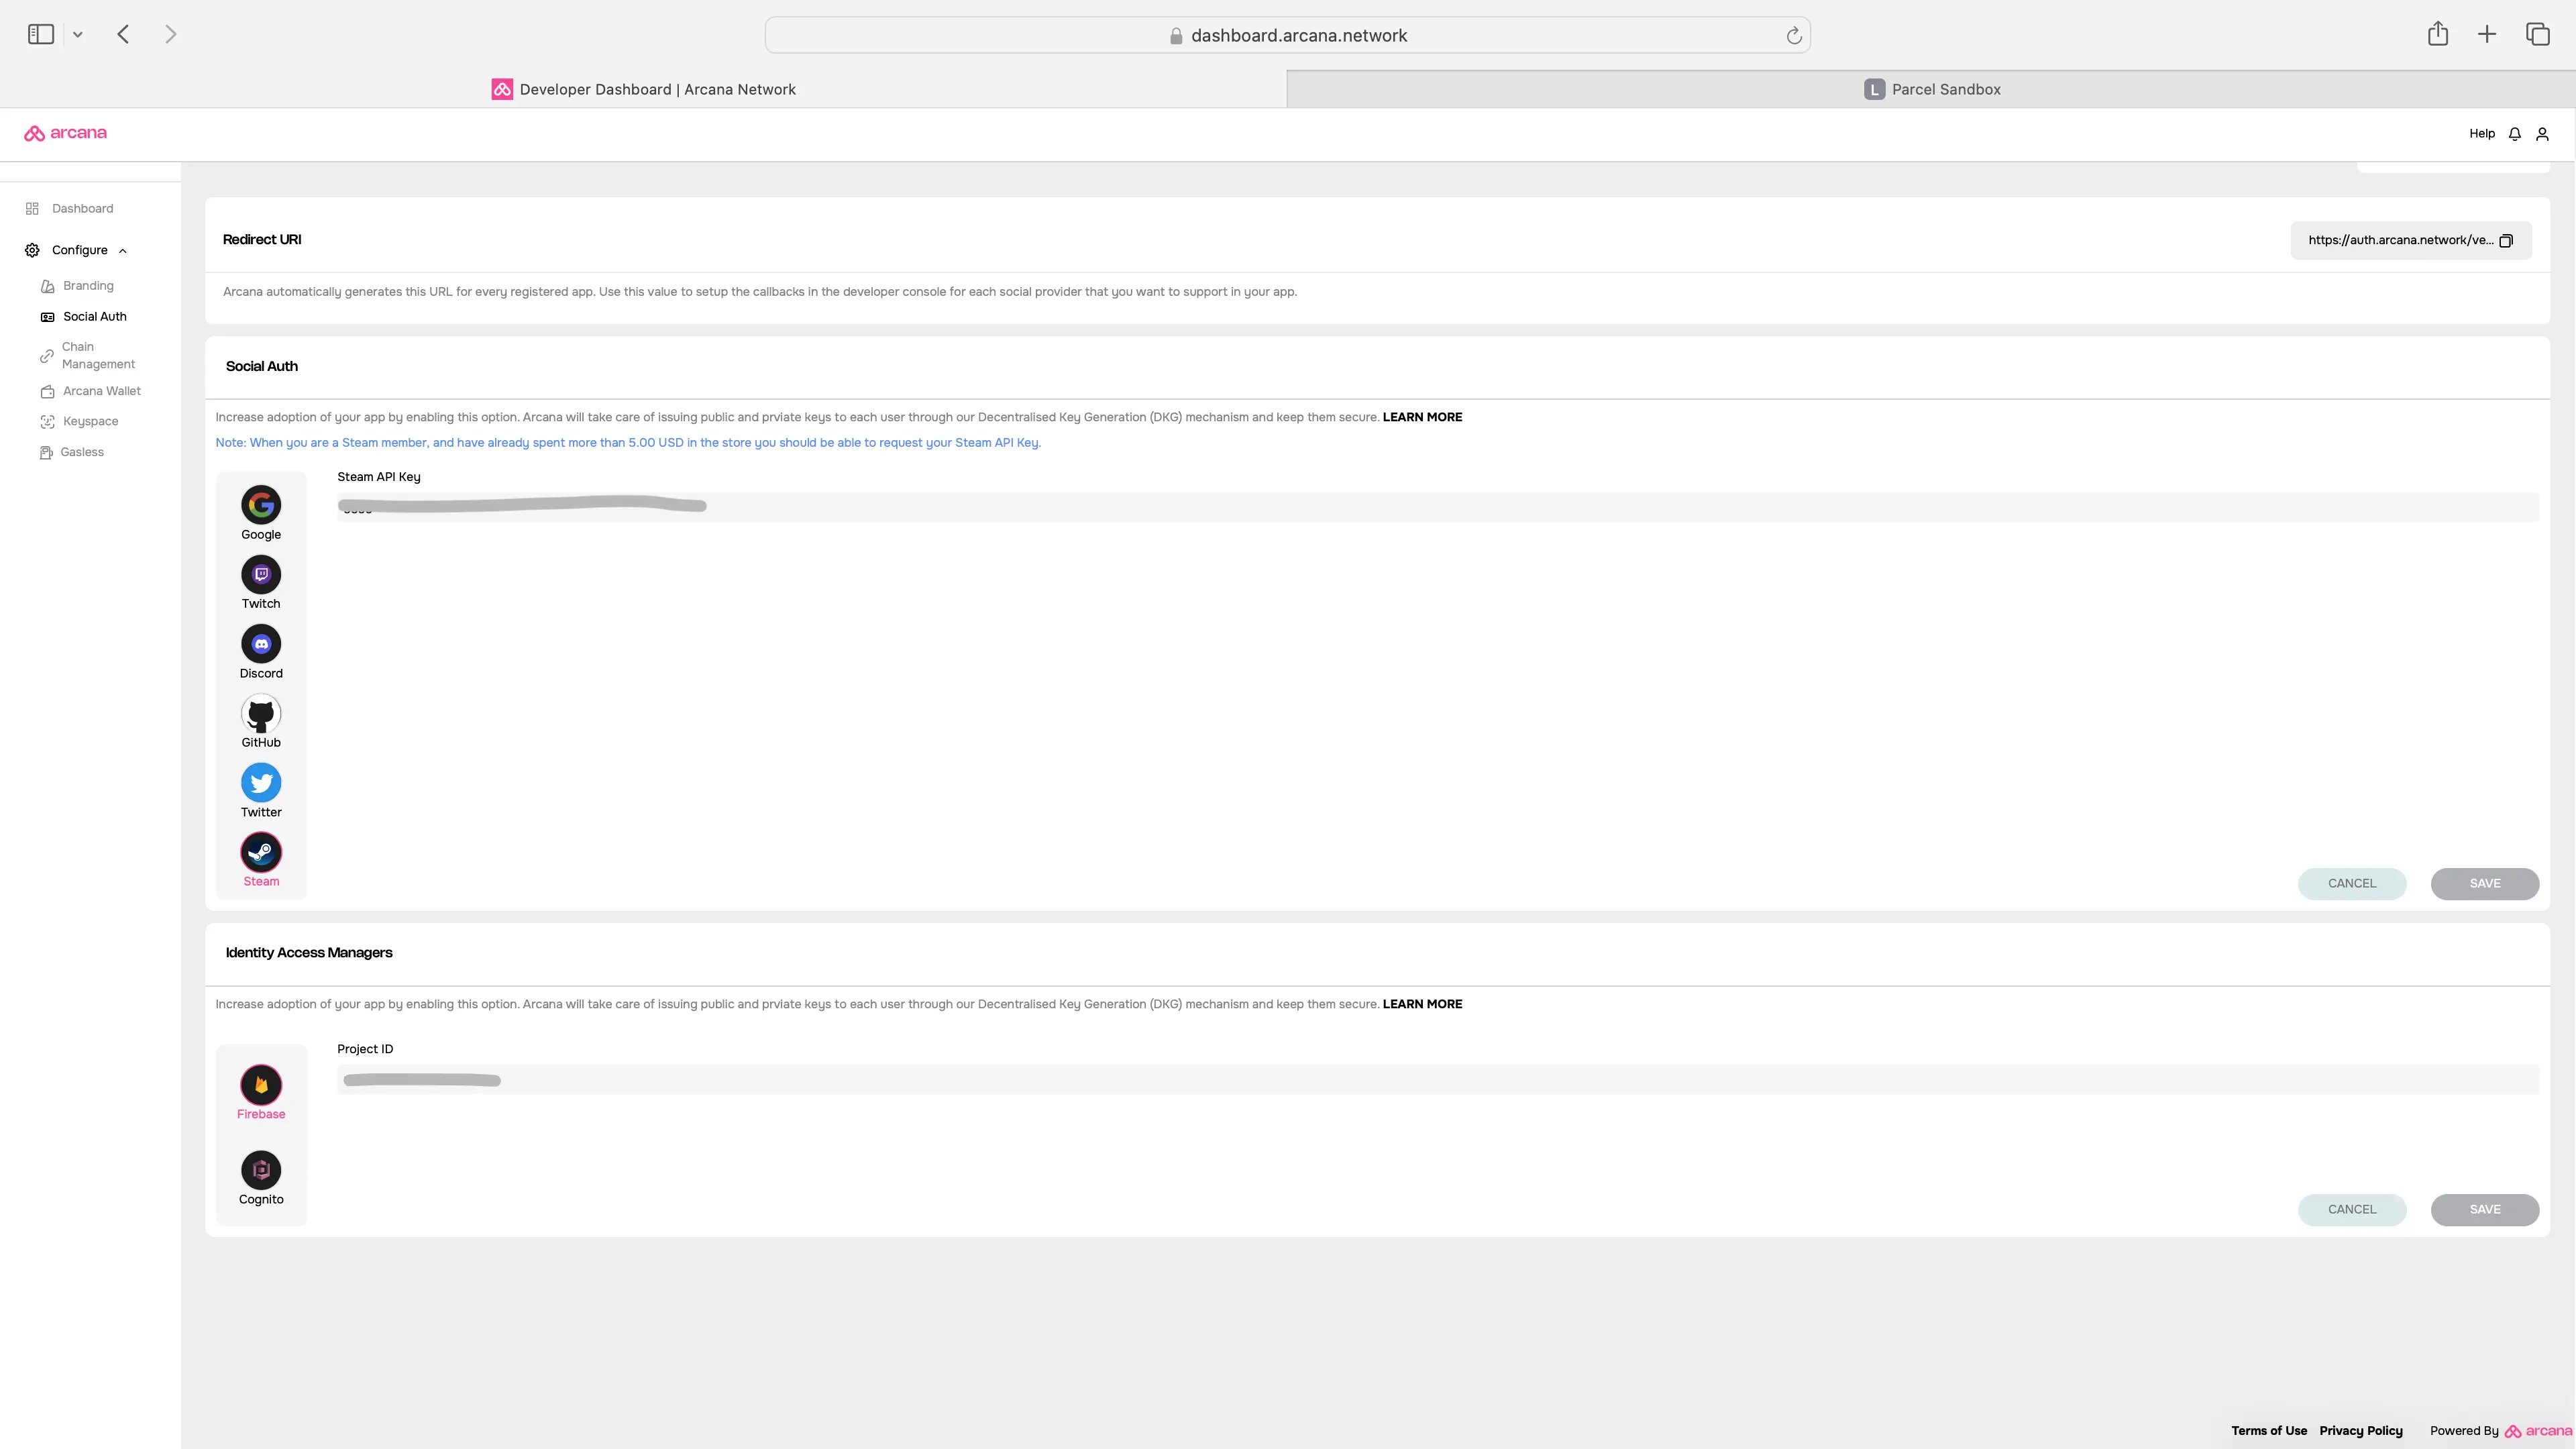 dashboard.arcana.network
Developer Dashboard | Arcana Network
L Parcel Sandbox
arcana
Help
Dashboard
Configure
Branding
Social Auth
Chain
Management
Arcana Wallet
Keyspace
Gasless
Redirect URI
https://auth.arcana.network/ve...
Arcana automatically generates this URL for every registered app. Use this value to setup the callbacks in the developer console for each social provider that you want to support in your app.
Social Auth
Increase adoption of your app by enabling this option. Arcana will take care of issuing public and prviate keys to each user through our Decentralised Key Generation (DKG) mechanism and keep them secure. LEARN MORE
Note: When you are a Steam member, and have already spent more than 5.00 USD in the store you should be able to request your Steam API Key.
Steam API Key
Google
Twitch
Discord
GitHub
Twitter
Steam
CANCEL
SAVE
Identity Access Managers
Increase adoption of your app by enabling this option. Arcana will take care of issuing public and prviate keys to each user through our Decentralised Key Generation (DKG) mechanism and keep them secure. LEARN MORE
Project ID
Firebase
Cognito
CANCEL
SAVE
Terms of Use
Privacy Policy
Powered By arcana